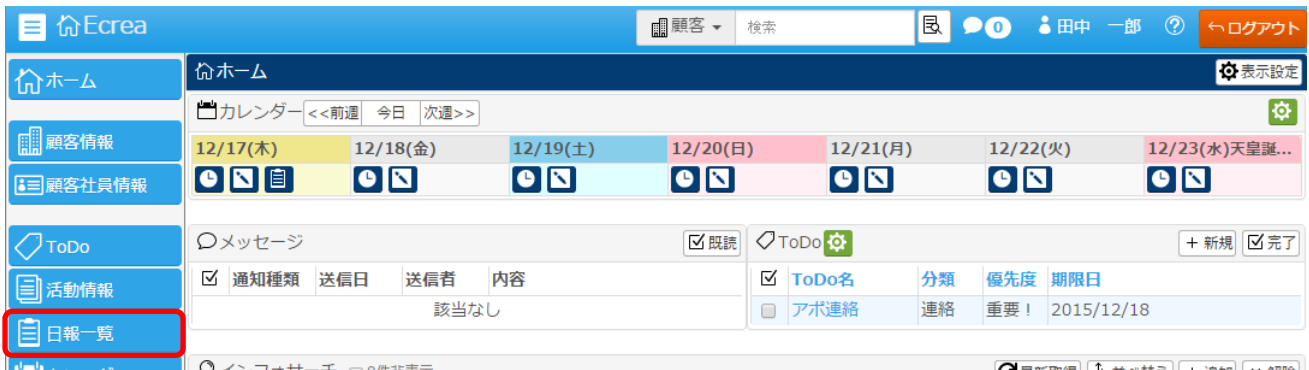 Ecrea 顧客 検索 0 田中 一郎 ログアウト
ホーム
顧客情報
顧客社員情報
ToDo
活動情報
日報一覧
ホーム 表示設定
カレンダー <<前週 今日 次週>>
12/17(木) 12/18(金) 12/19(土) 12/20(日) 12/21(月) 12/22(火) 12/23(水)天皇誕...
メッセージ 既読
通知種類 送信日 送信者 内容
該当なし
ToDo + 新規 完了
ToDo名 分類 優先度 期限日
アポ連絡 連絡 重要! 2015/12/18